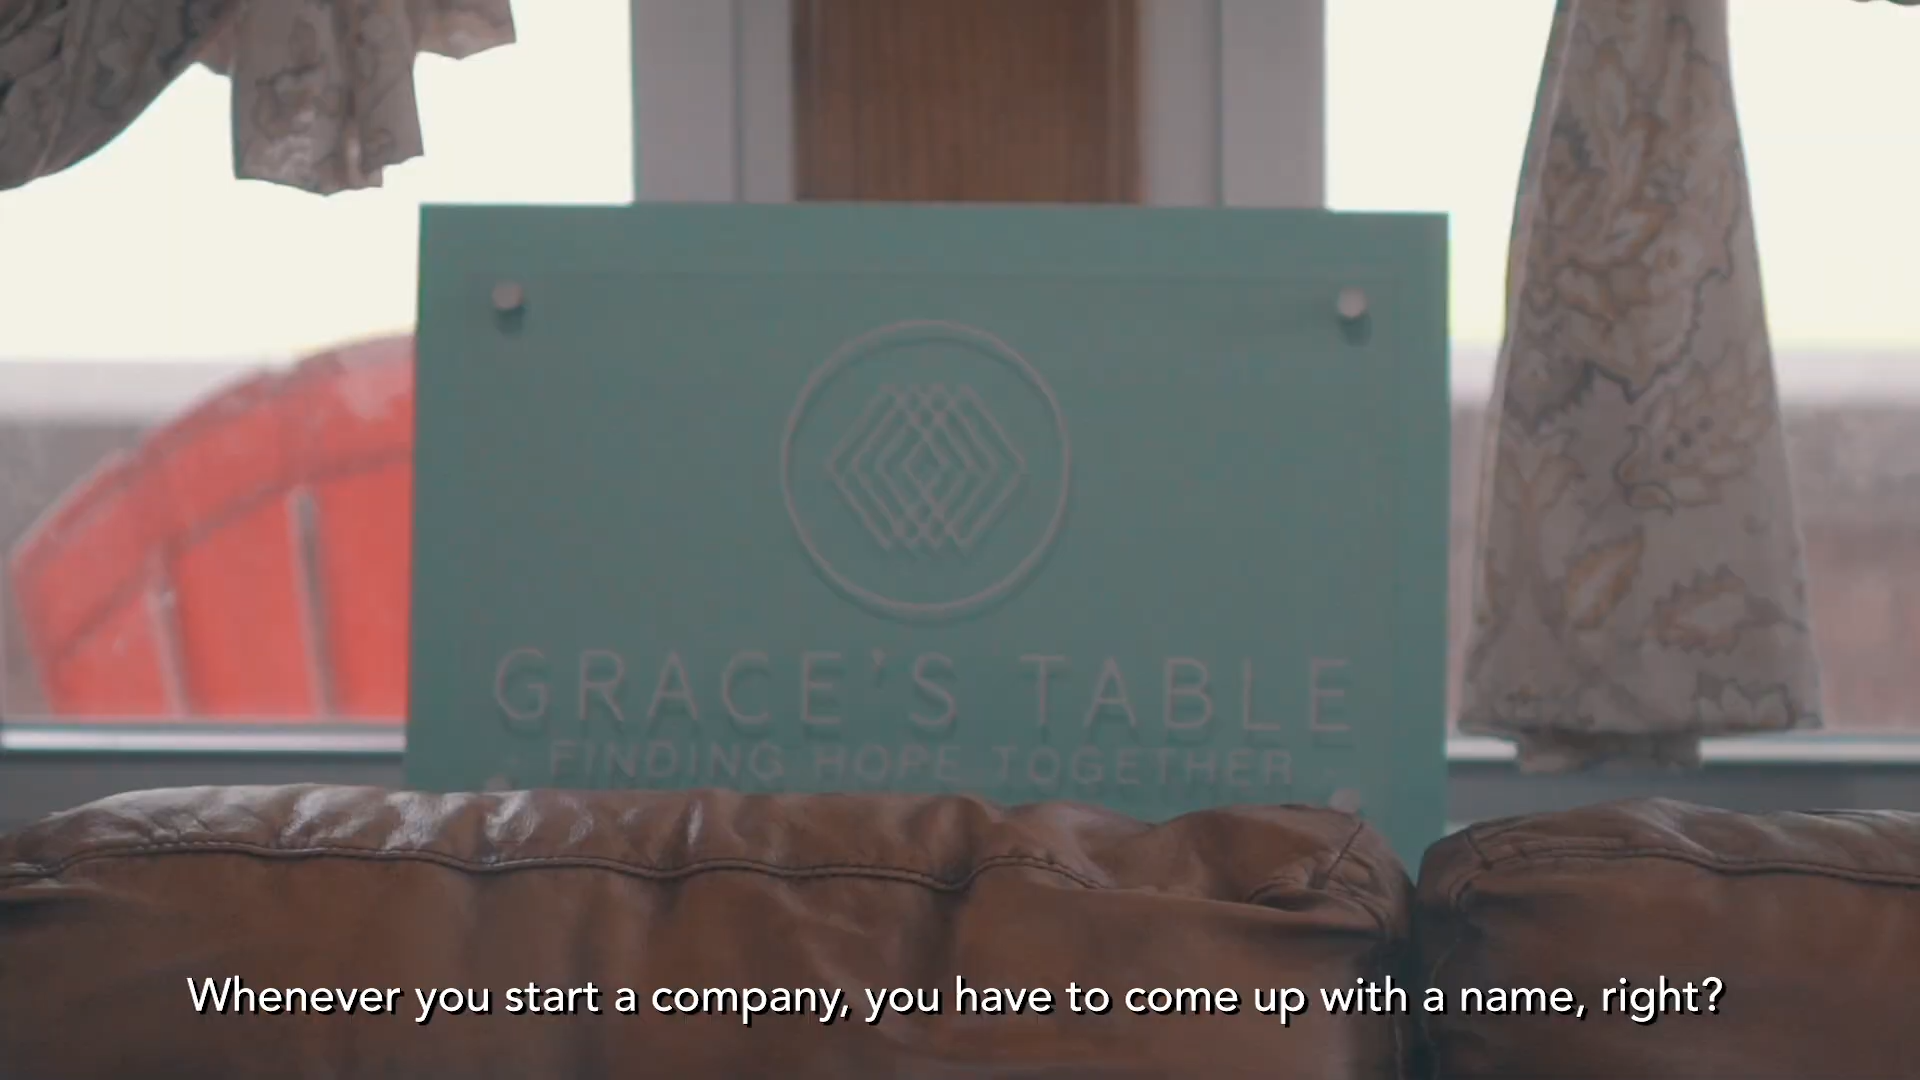 GRACE'S TABLE
FINDING HOPE TOGETHER
Whenever you start a company, you have to come up with a name, right?